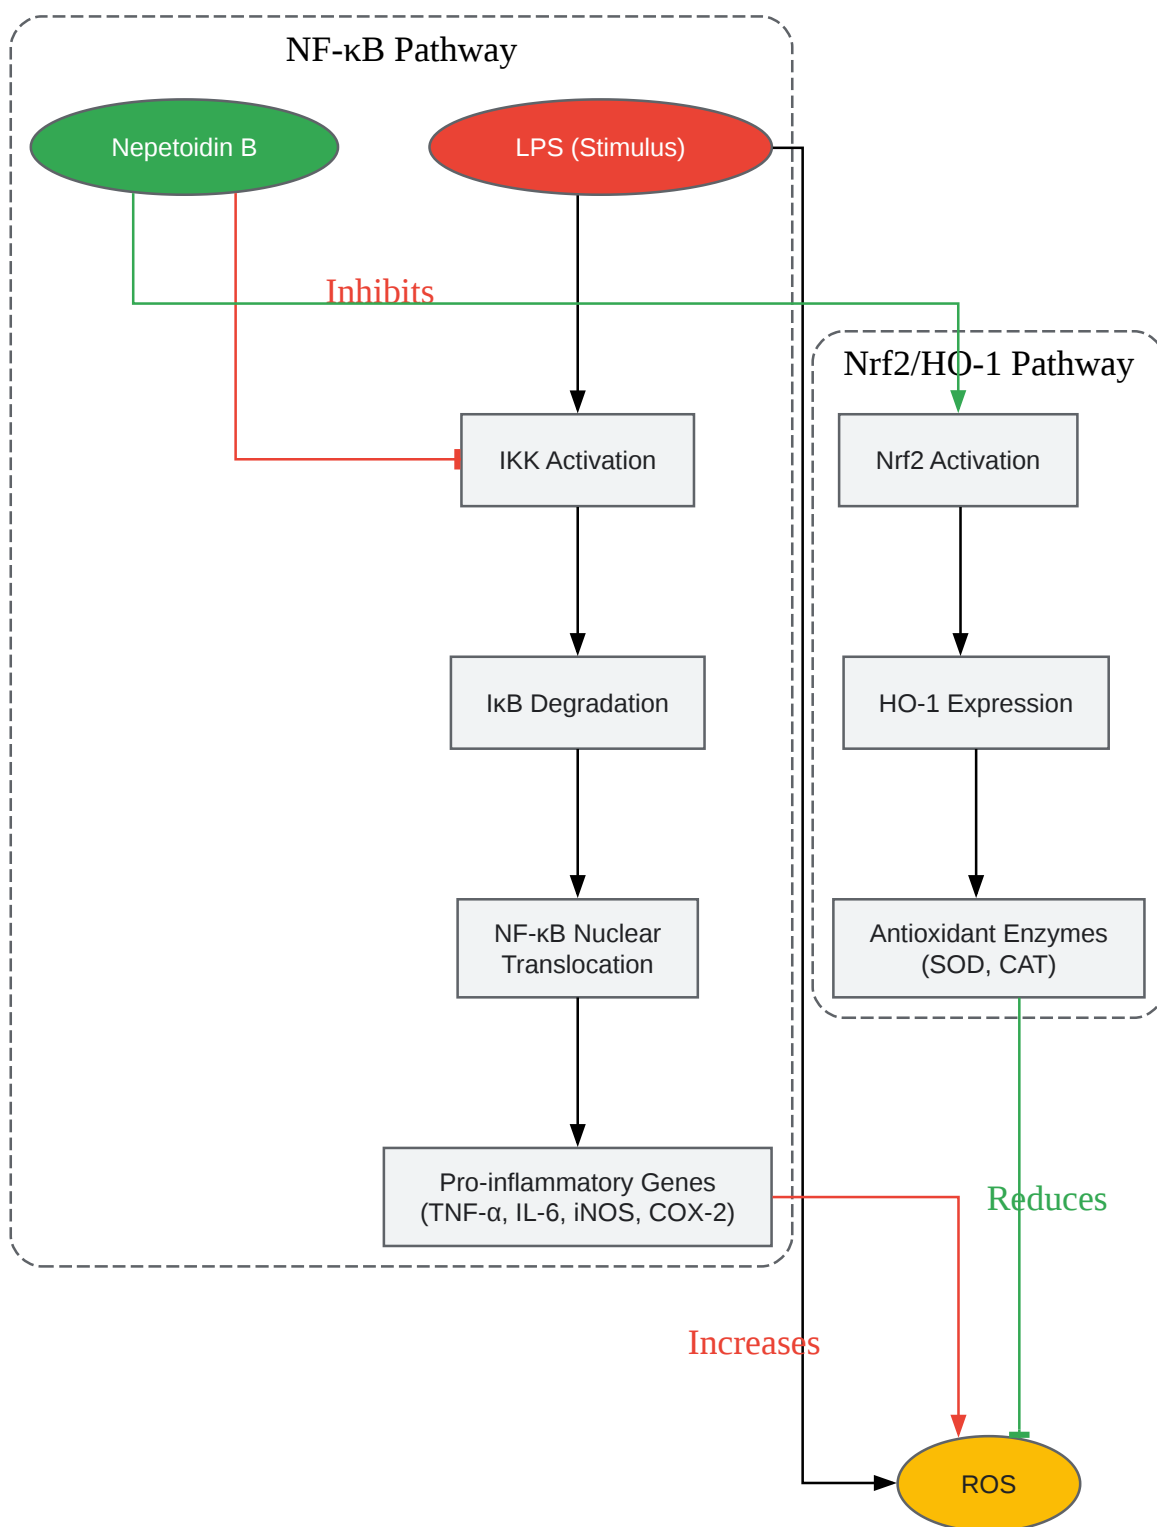 NF-κB Pathway
Nepetoidin B
LPS (Stimulus)
Inhibits
Nrf2/HO-1 Pathway
IKK Activation
Nrf2 Activation
IκB Degradation
HO-1 Expression
NF-κB Nuclear
Translocation
Antioxidant Enzymes
(SOD, CAT)
Pro-inflammatory Genes
(TNF-α, IL-6, iNOS, COX-2)
Reduces
Increases
ROS